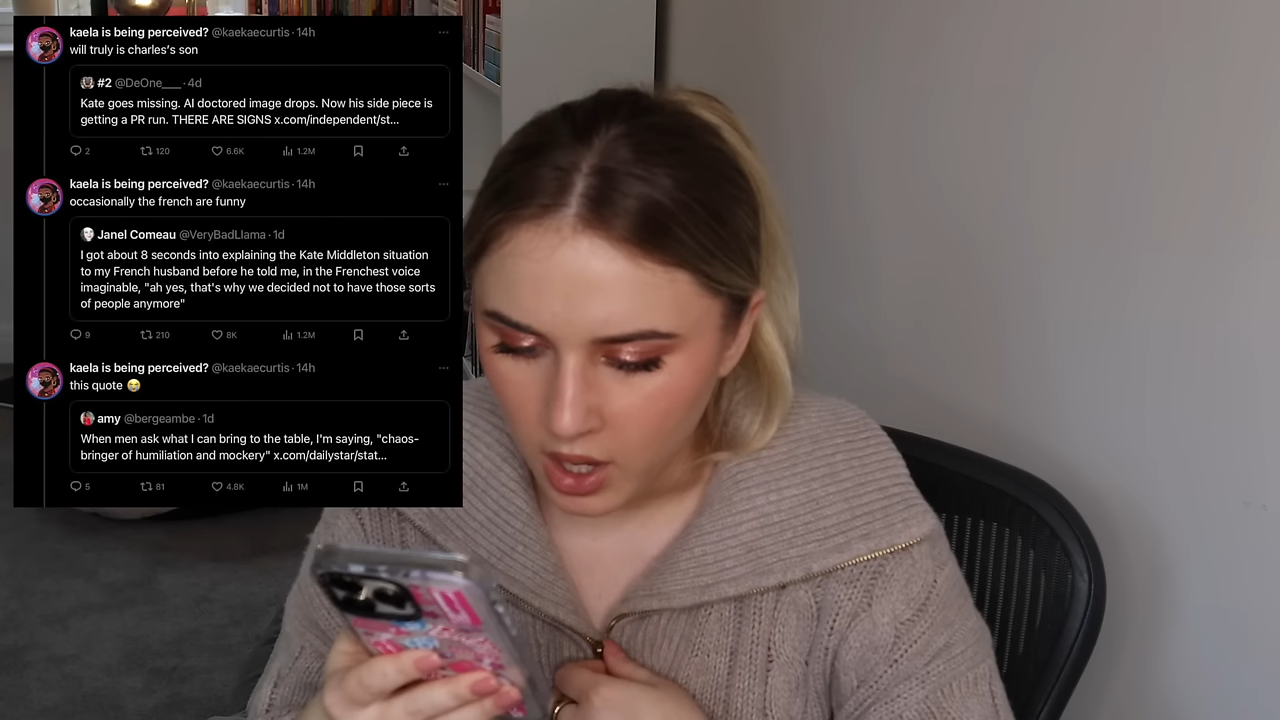 kaela is being perceived? @kaekaecurtis · 14h
will truly is charles's son
#2 @DeOne___ · 4d
Kate goes missing. AI doctored image drops. Now his side piece is
getting a PR run. THERE ARE SIGNS x.com/independent/st...
2 120 6.6K 1.2M
kaela is being perceived? @kaekaecurtis · 14h
occasionally the french are funny
Janel Comeau @VeryBadLlama · 1d
I got about 8 seconds into explaining the Kate Middleton situation
to my French husband before he told me, in the Frenchest voice
imaginable, "ah yes, that's why we decided not to have those sorts
of people anymore"
9 210 8K 1.2M
kaela is being perceived? @kaekaecurtis · 14h
this quote 😭
amy @bergeambe · 1d
When men ask what I can bring to the table, I'm saying, "chaos-
bringer of humiliation and mockery" x.com/dailystar/stat...
5 81 4.8K 1M